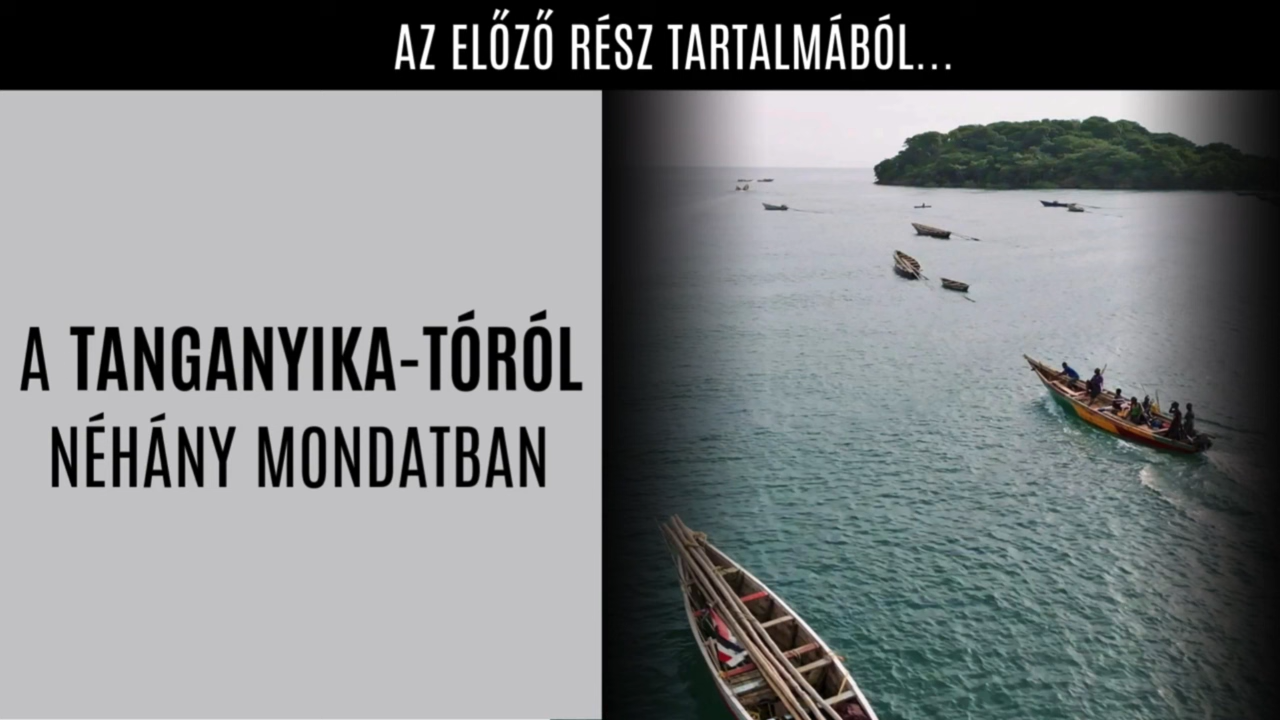 AZ ELŐZŐ RÉSZ TARTALMÁBÓL...
A TANGANYIKA-TÓRÓL
NÉHÁNY MONDATBAN